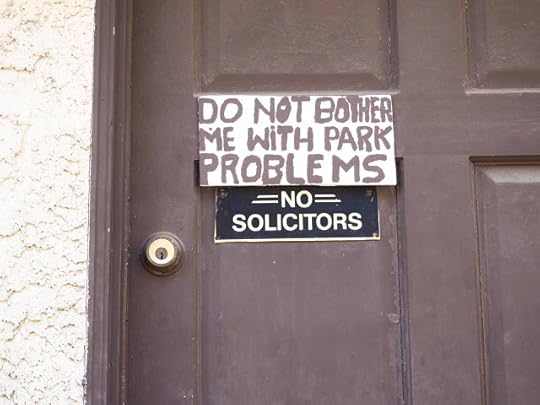 DO NOT BOTHER
ME WiTH PARK
PROBLEMS
NO
SOLICITORS